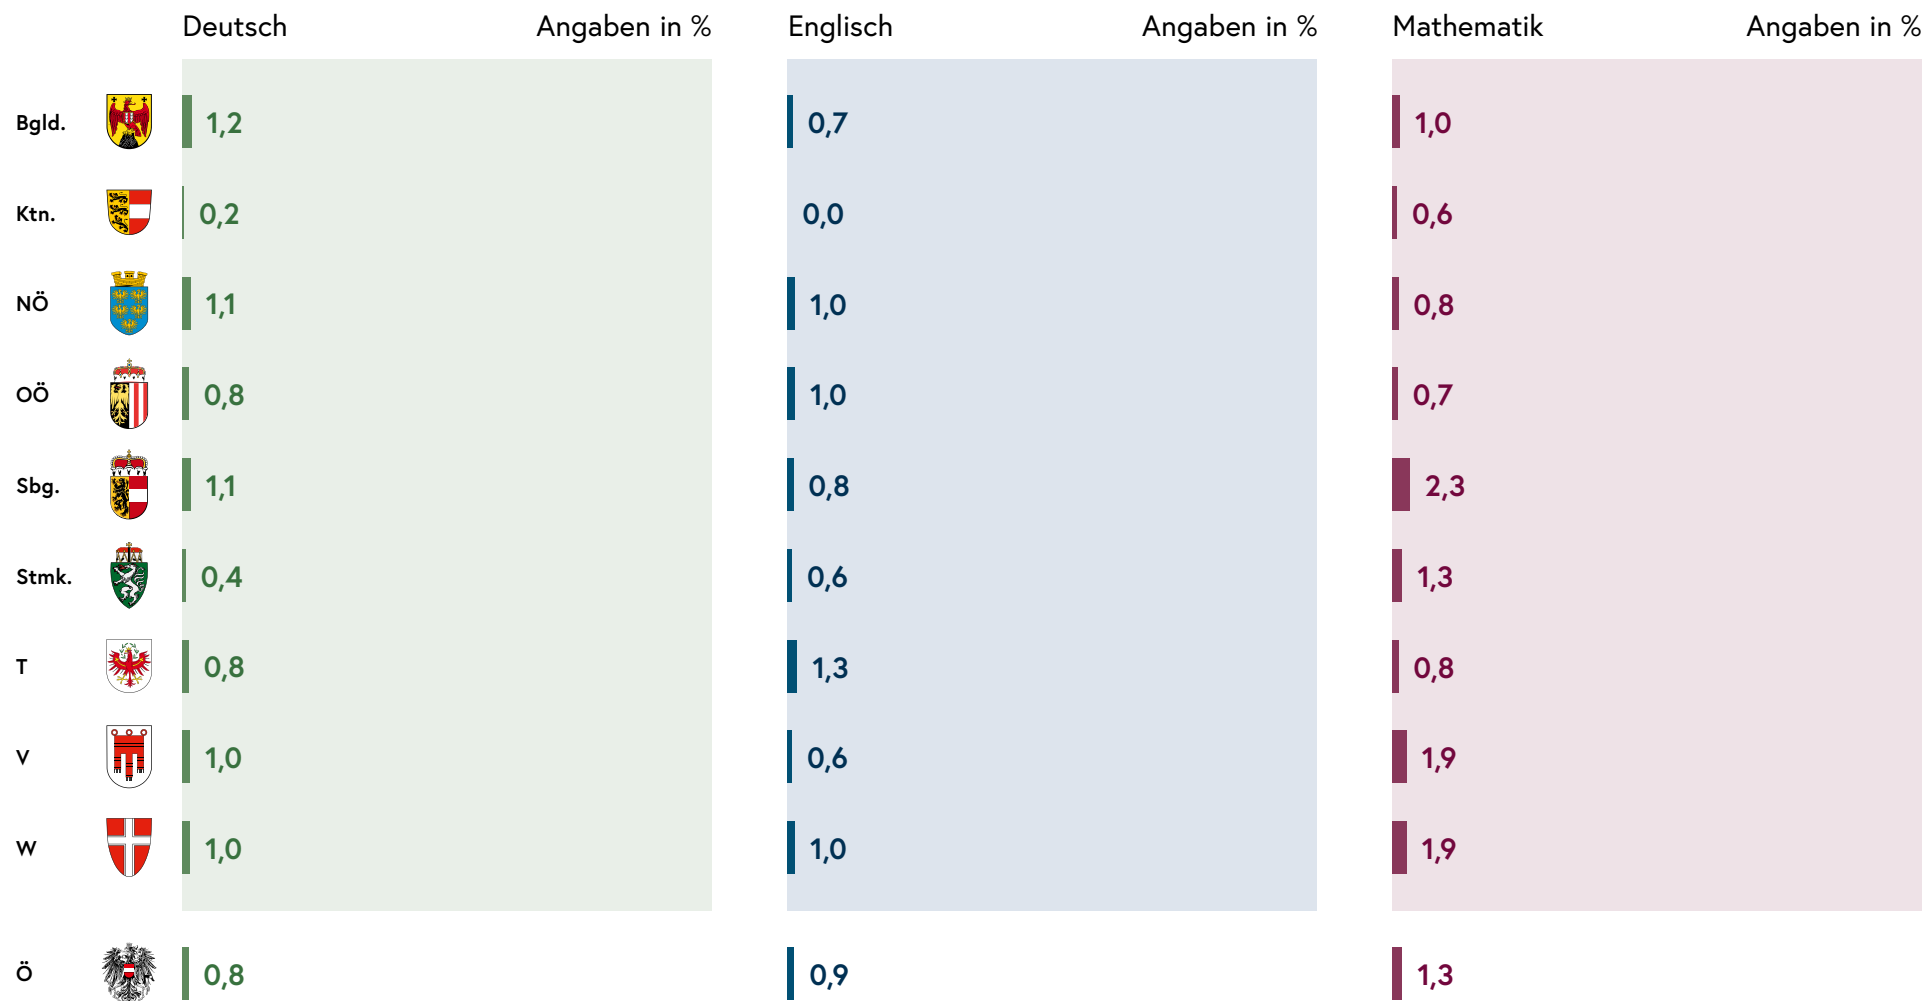 Deutsch Angaben in % Englisch Angaben in % Mathematik Angaben in %
Bgld. 1,2 0,7 1,0
Ktn. 0,2 0,0 0,6
NÖ 1,1 1,0 0,8
OÖ 0,8 1,0 0,7
Sbg. 1,1 0,8 2,3
Stmk. 0,4 0,6 1,3
T 0,8 1,3 0,8
V 1,0 0,6 1,9
W 1,0 1,0 1,9
Ö 0,8 0,9 1,3